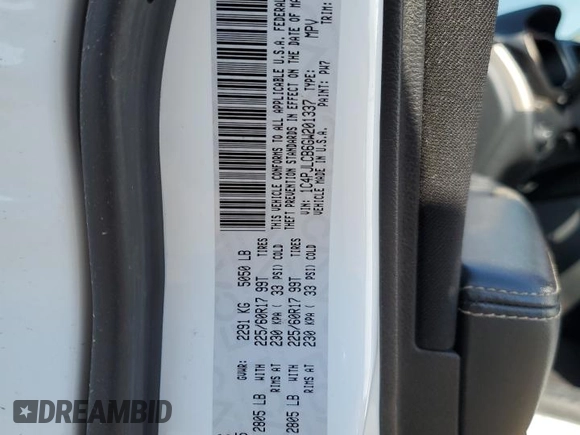 GVWR: 2291 KG 5050 LB
2805 LB WITH 225/60R17 99T TIRES
RIMS AT 230 KPA ( 33 PSI) COLD
2805 LB WITH 225/60R17 99T TIRES
RIMS AT 230 KPA ( 33 PSI) COLD
THIS VEHICLE CONFORMS TO ALL APPLICABLE U.S.A. FEDERAL
THEFT PREVENTION STANDARDS IN EFFECT ON THE DATE OF
VIN: 1C4PJLCB6GW201337 TYPE: MPV
VEHICLE MADE IN U.S.A. PAINT: PW7 TRIM:
DREAMBID